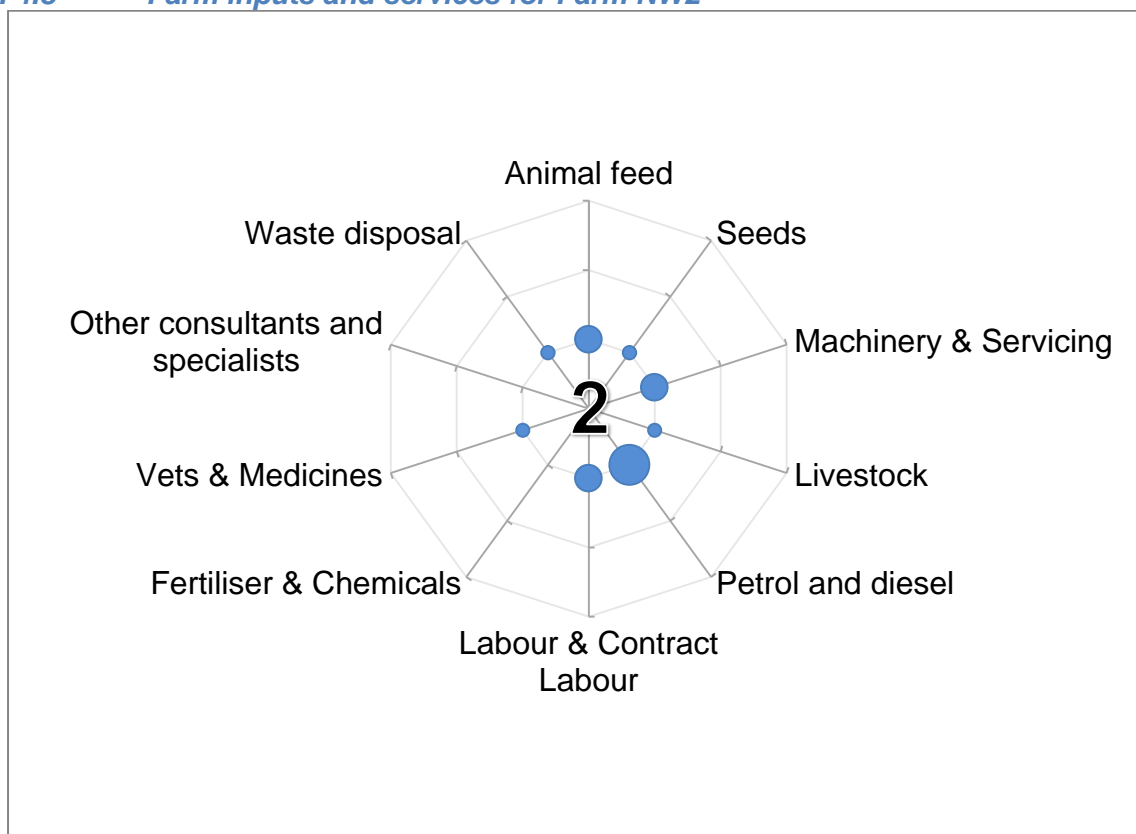 Farm inputs and services for Farm NW2
Animal feed
Waste disposal
Seeds
Other consultants and
specialists
Machinery & Servicing
2
Vets & Medicines
Livestock
Fertiliser & Chemicals
Petrol and diesel
Labour & Contract
Labour